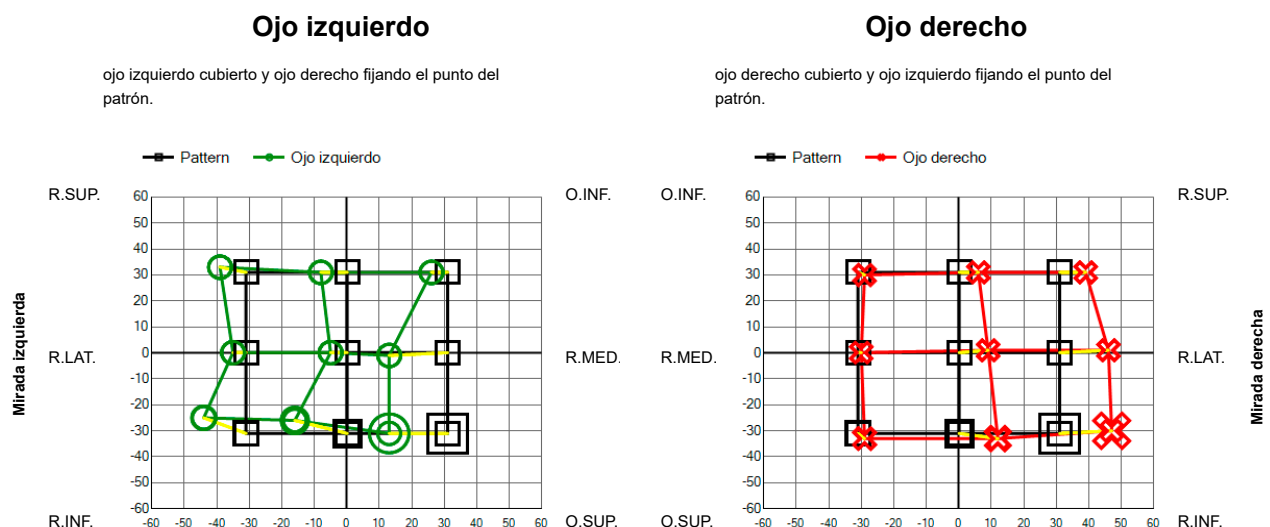 Ojo izquierdo
ojo izquierdo cubierto y ojo derecho fijando el punto del
patrón.
Pattern Ojo izquierdo
R.SUP.
O.INF.
60
50
40
30
20
10
0
-10
-20
-30
-40
-50
-60
Mirada izquierda
R.LAT.
R.MED.
R.INF.
-60 -50 -40 -30 -20 -10 0 10 20 30 40 50 60
O.SUP.
Ojo derecho
ojo derecho cubierto y ojo izquierdo fijando el punto del
patrón.
Pattern Ojo derecho
O.INF.
R.SUP.
60
50
40
30
20
10
0
-10
-20
-30
-40
-50
-60
R.MED.
R.LAT.
Mirada derecha
O.SUP.
-60 -50 -40 -30 -20 -10 0 10 20 30 40 50 60
R.INF.